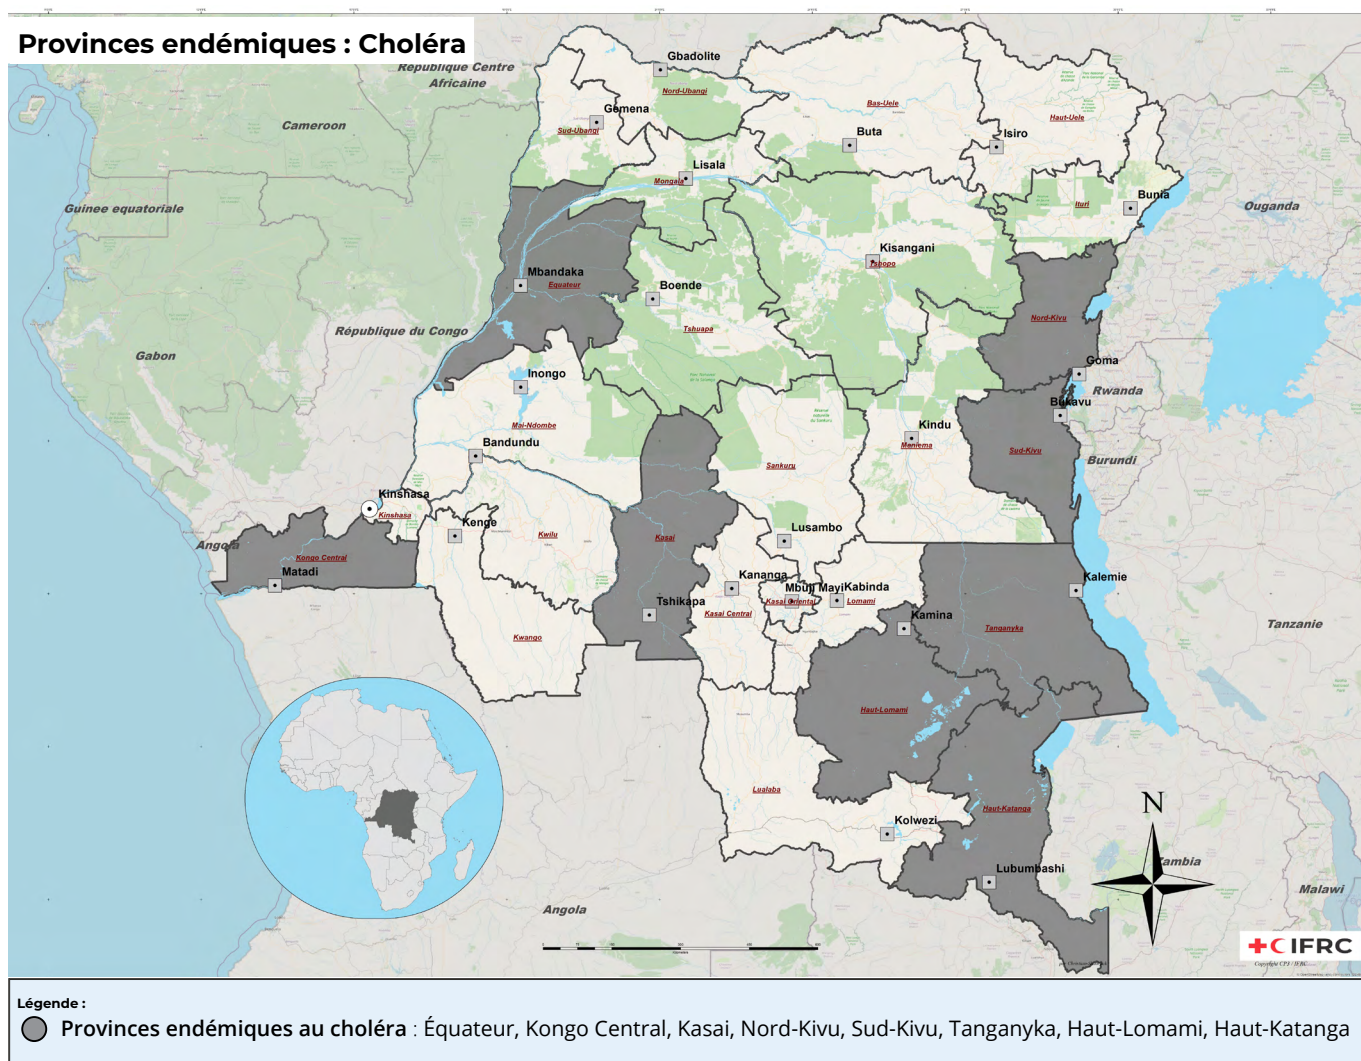 Provinces endémiques : Choléra
République Centre
Africaine
Cameroon
Guinee equatoriale
Gabon
République du Congo
Ouganda
Rwanda
Burundi
Tanzanie
Zambia
Malawi
Angola
Angola
Gbadolite
Nord-Ubangi
Gemena
Sud-Ubangi
Bas-Uele
Haut-Uele
Buta
Isiro
Lisala
Mongala
Ituri
Bunia
Kisangani
Tshopo
Mbandaka
Equateur
Boende
Tshuapa
Nord-Kivu
Goma
Bukavu
Sud-Kivu
Inongo
Mai-Ndombe
Bandundu
Kindu
Maniema
Sankuru
Kinshasa
Kinshasa
Kenge
Kwilu
Kasai
Lusambo
Kongo Central
Matadi
Kananga
Mbuji Mayi
Kabinda
Kasai Oriental
Lomami
Kasai Central
Tshikapa
Kamina
Kalemie
Tanganyka
Kwango
Haut-Lomami
Lualaba
Haut-Katanga
Kolwezi
Lubumbashi
N
IFRC
Légende :
Provinces endémiques au choléra : Équateur, Kongo Central, Kasai, Nord-Kivu, Sud-Kivu, Tanganyka, Haut-Lomami, Haut-Katanga